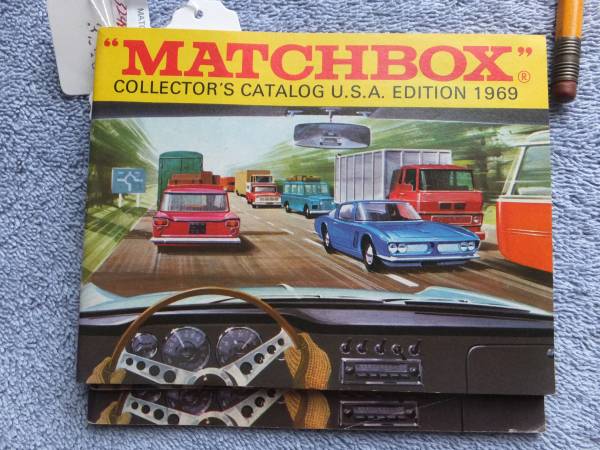 "MATCHBOX"®
COLLECTOR'S CATALOG U.S.A. EDITION 1969